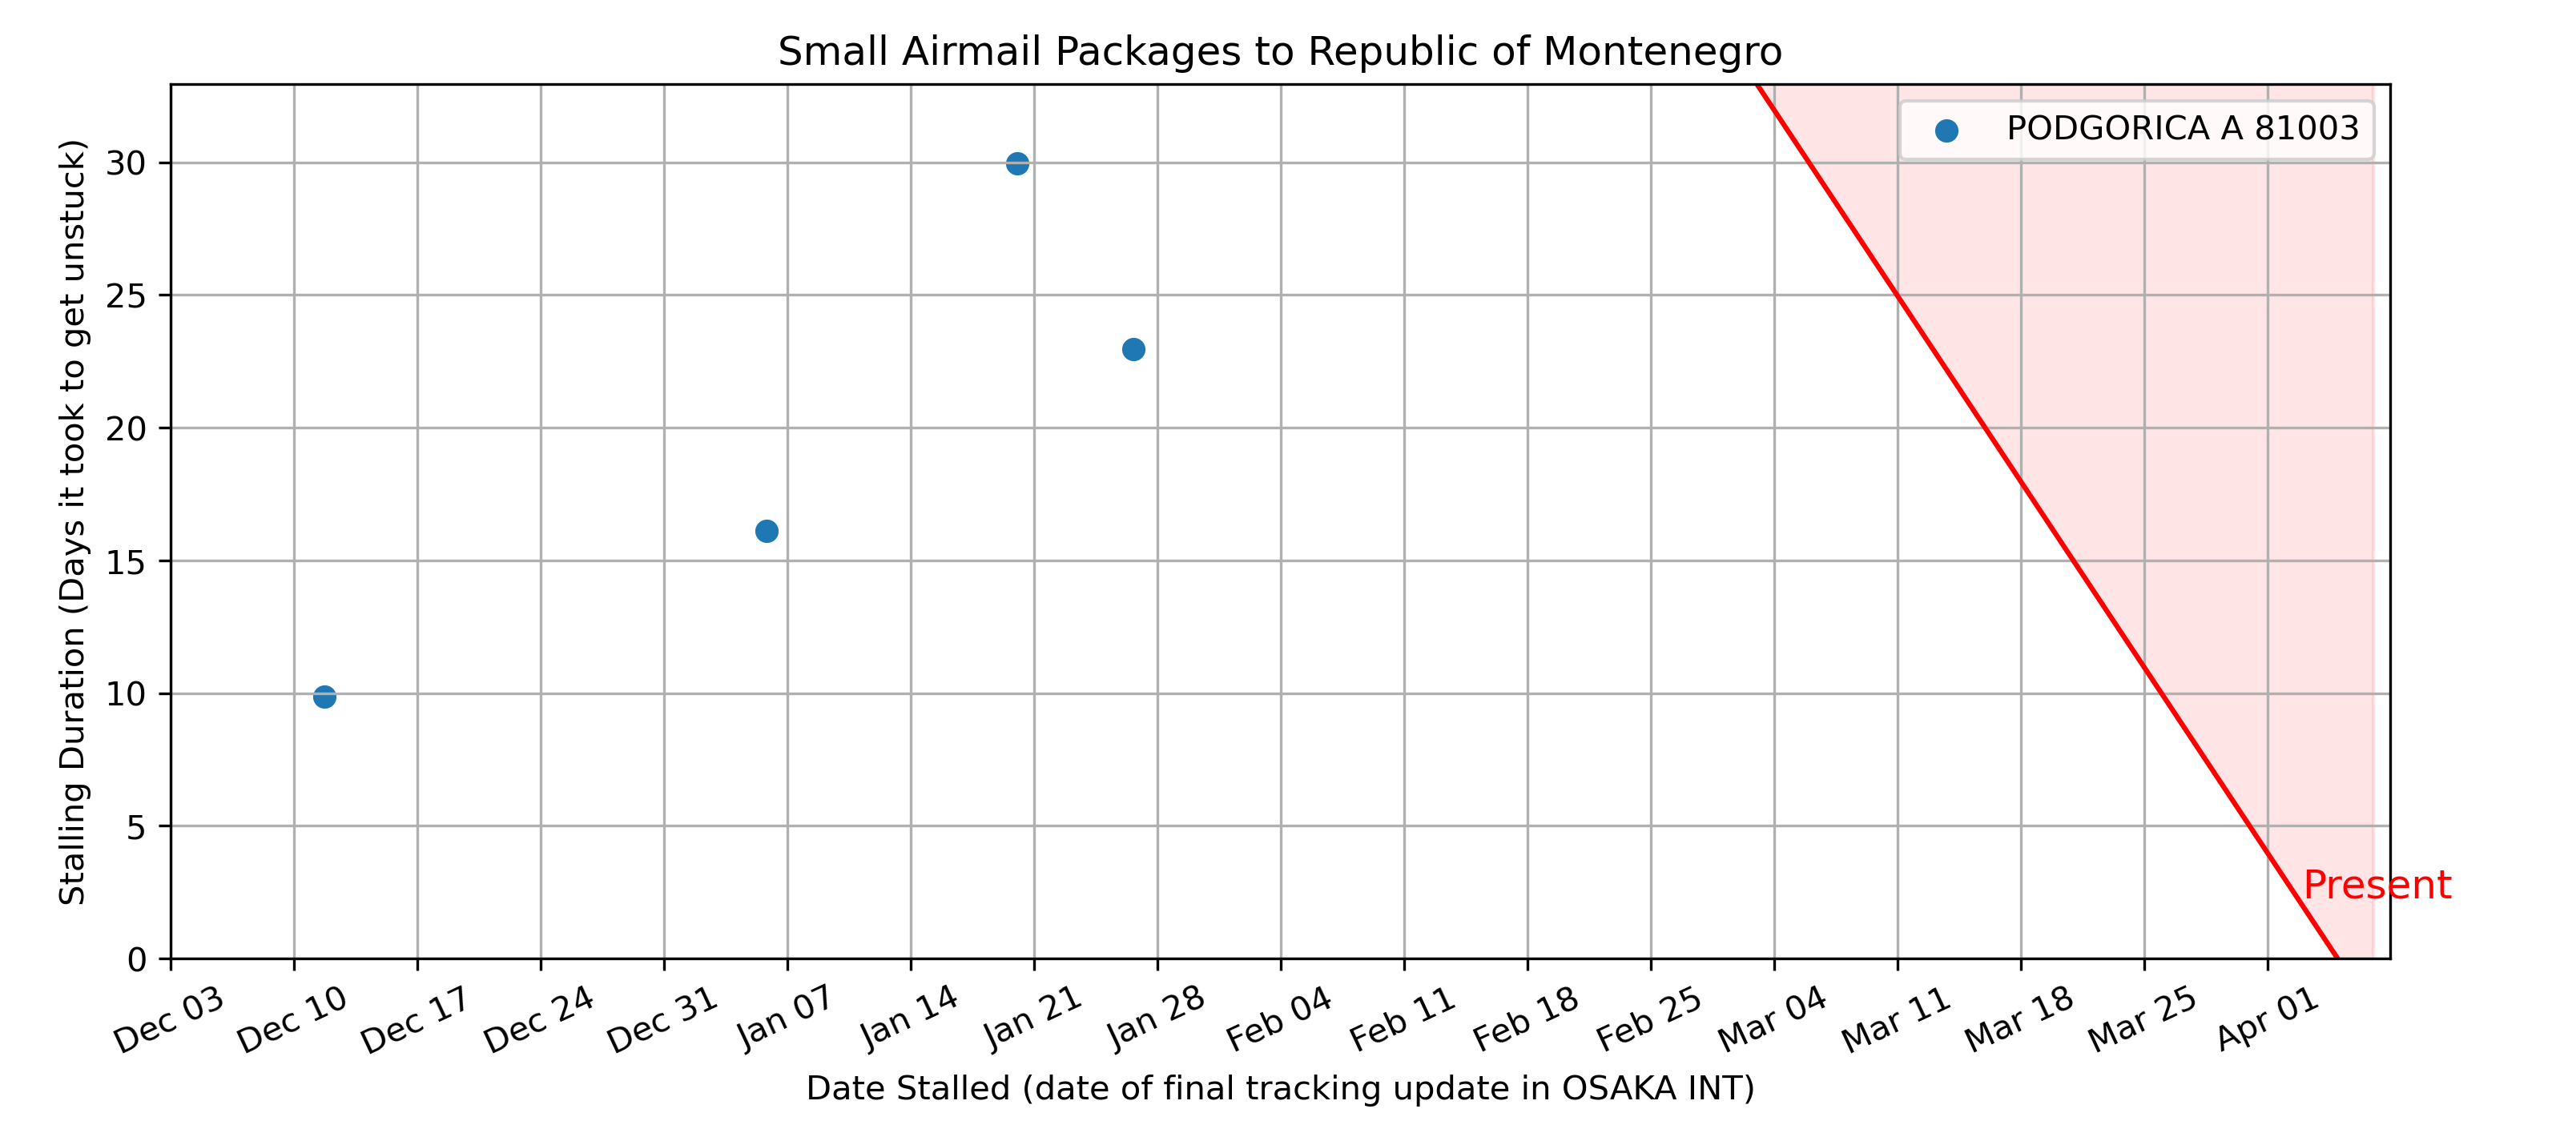 Small Airmail Packages to Republic of Montenegro
PODGORICA A 81003
Stalling Duration (Days it took to get unstuck)
30
25
20
15
10
5
0
Present
Dec 03
Dec 10
Dec 17
Dec 24
Dec 31
Jan 07
Jan 14
Jan 21
Jan 28
Feb 04
Feb 11
Feb 18
Feb 25
Mar 04
Mar 11
Mar 18
Mar 25
Apr 01
Date Stalled (date of final tracking update in OSAKA INT)